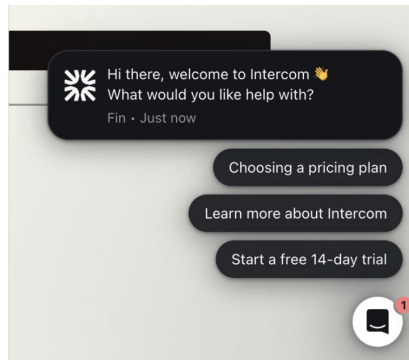 Hi there, welcome to Intercom 👋
What would you like help with?
Fin • Just now
Choosing a pricing plan
Learn more about Intercom
Start a free 14-day trial
1